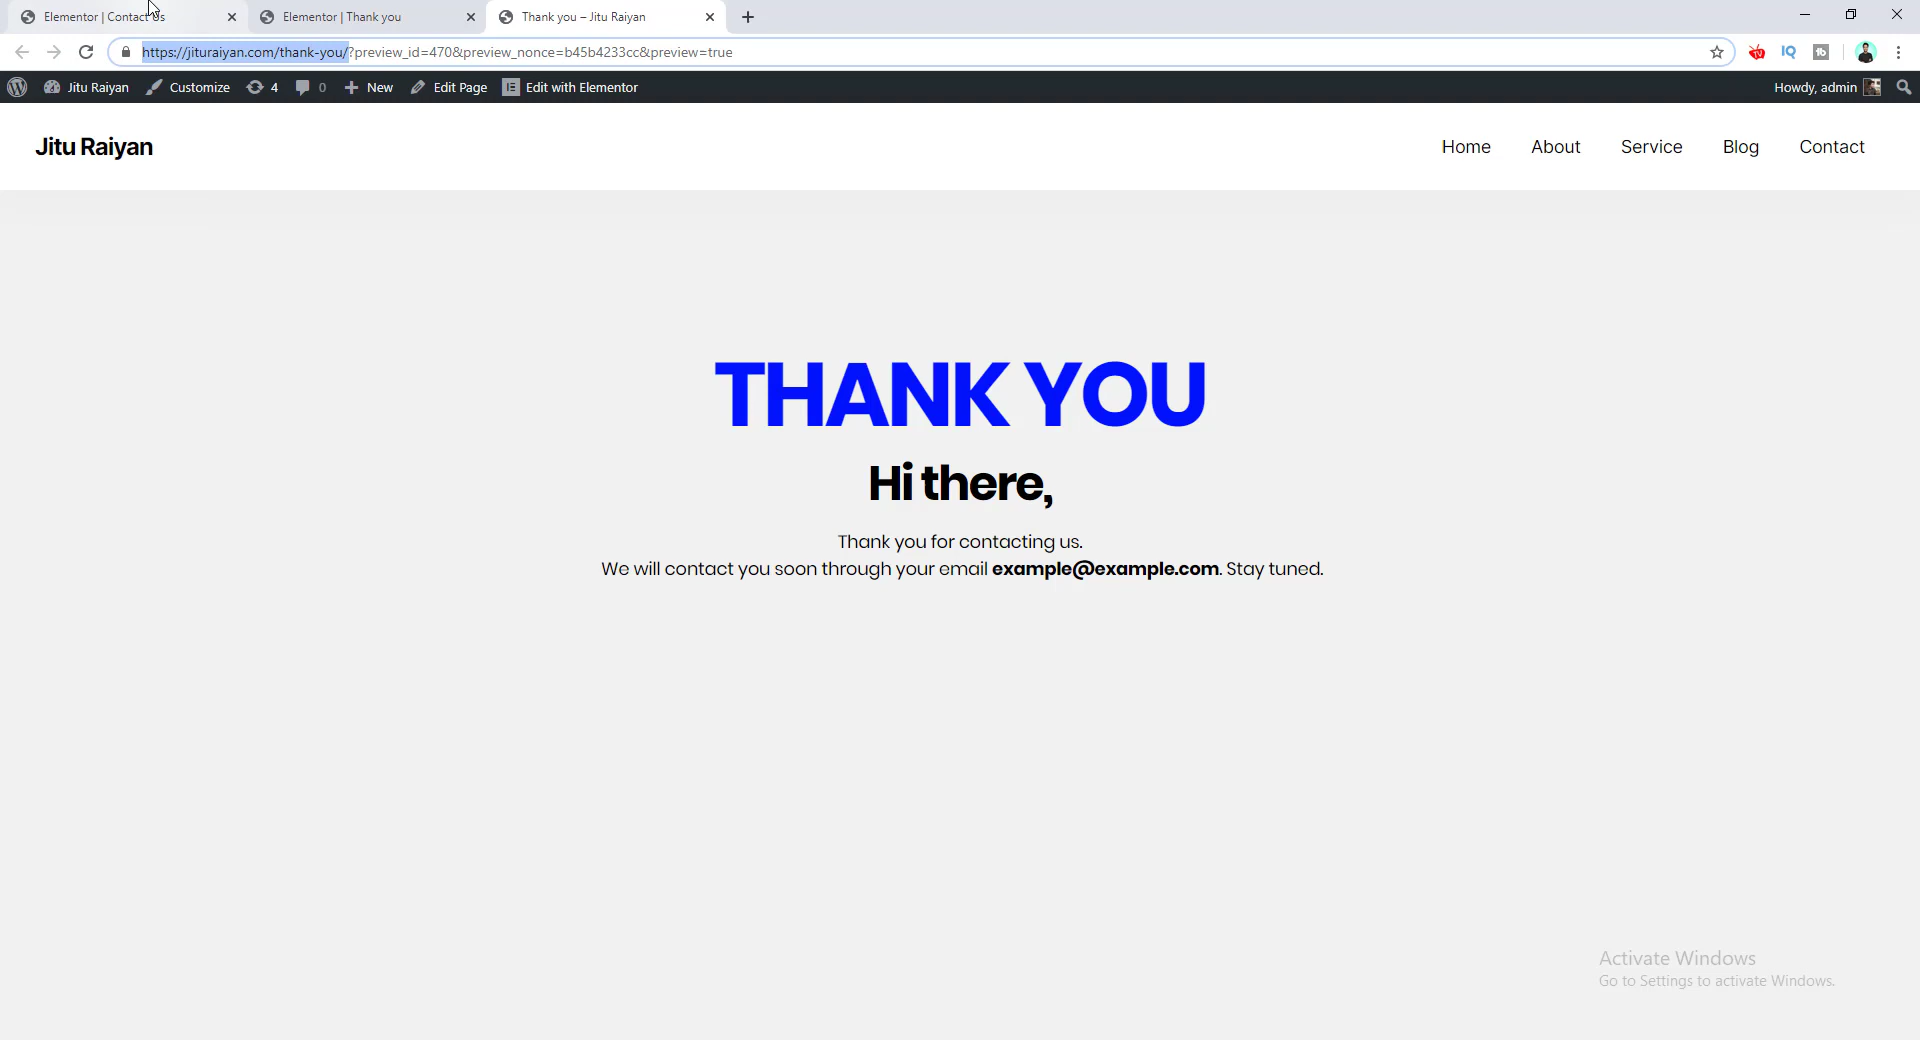 Elementor | Contact Us
Elementor | Thank you
Thank you – Jitu Raiyan
https://jituraiyan.com/thank-you/?preview_id=470&preview_nonce=b45b4233cc&preview=true
Jitu Raiyan
Customize
4
0
New
Edit Page
Edit with Elementor
Howdy, admin
Jitu Raiyan
Home
About
Service
Blog
Contact
THANK YOU
Hi there,
Thank you for contacting us.
We will contact you soon through your email example@example.com. Stay tuned.
Activate Windows
Go to Settings to activate Windows.